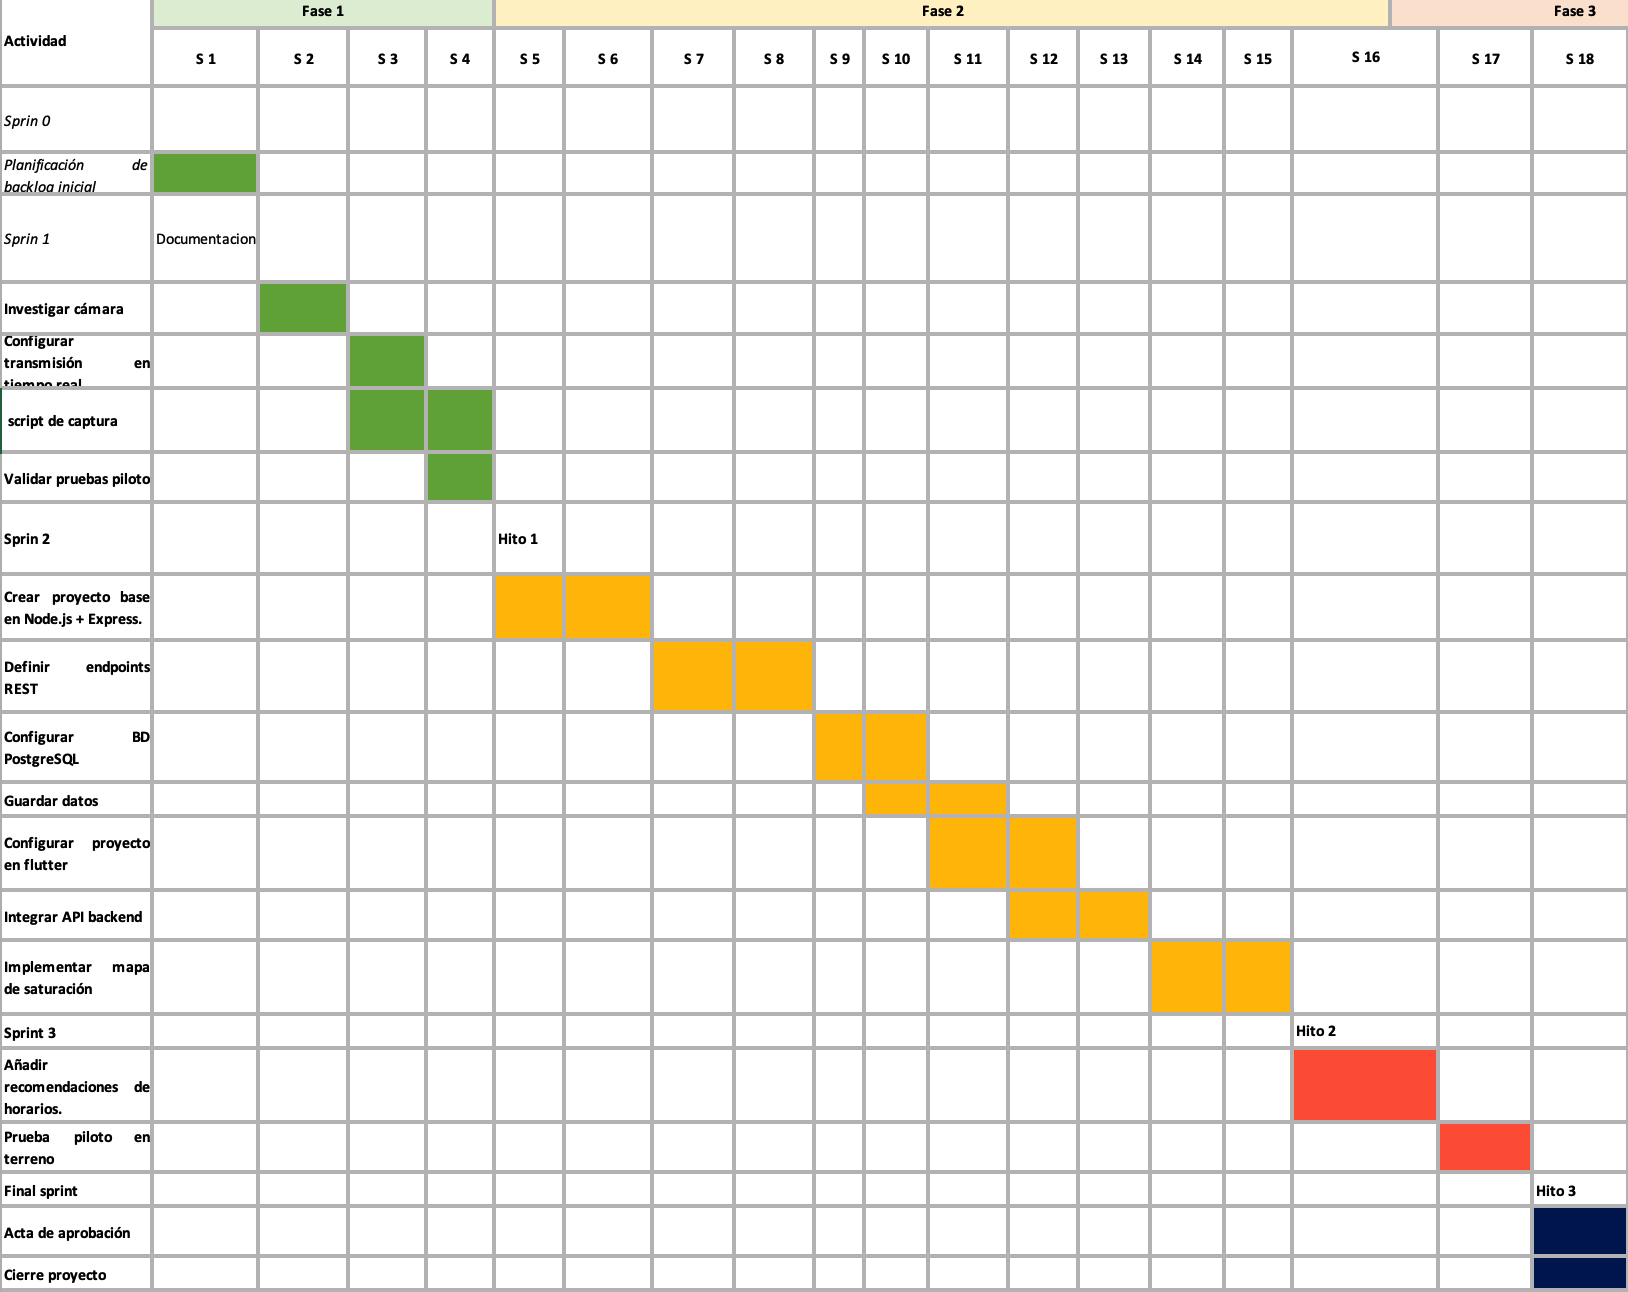 Fase 1
Fase 2
Fase 3
Actividad
S 1
S 2
S 3
S 4
S 5
S 6
S 7
S 8
S 9
S 10
S 11
S 12
S 13
S 14
S 15
S 16
S 17
S 18
Sprin 0
Planificación de
backlog inicial
Sprin 1
Documentacion
Investigar cámara
Configurar
transmisión en
tiempo real
script de captura
Validar pruebas piloto
Sprin 2
Hito 1
Crear proyecto base
en Node.js + Express.
Definir endpoints
REST
Configurar BD
PostgreSQL
Guardar datos
Configurar proyecto
en flutter
Integrar API backend
Implementar mapa
de saturación
Sprint 3
Hito 2
Añadir
recomendaciones de
horarios.
Prueba piloto en
terreno
Final sprint
Hito 3
Acta de aprobación
Cierre proyecto